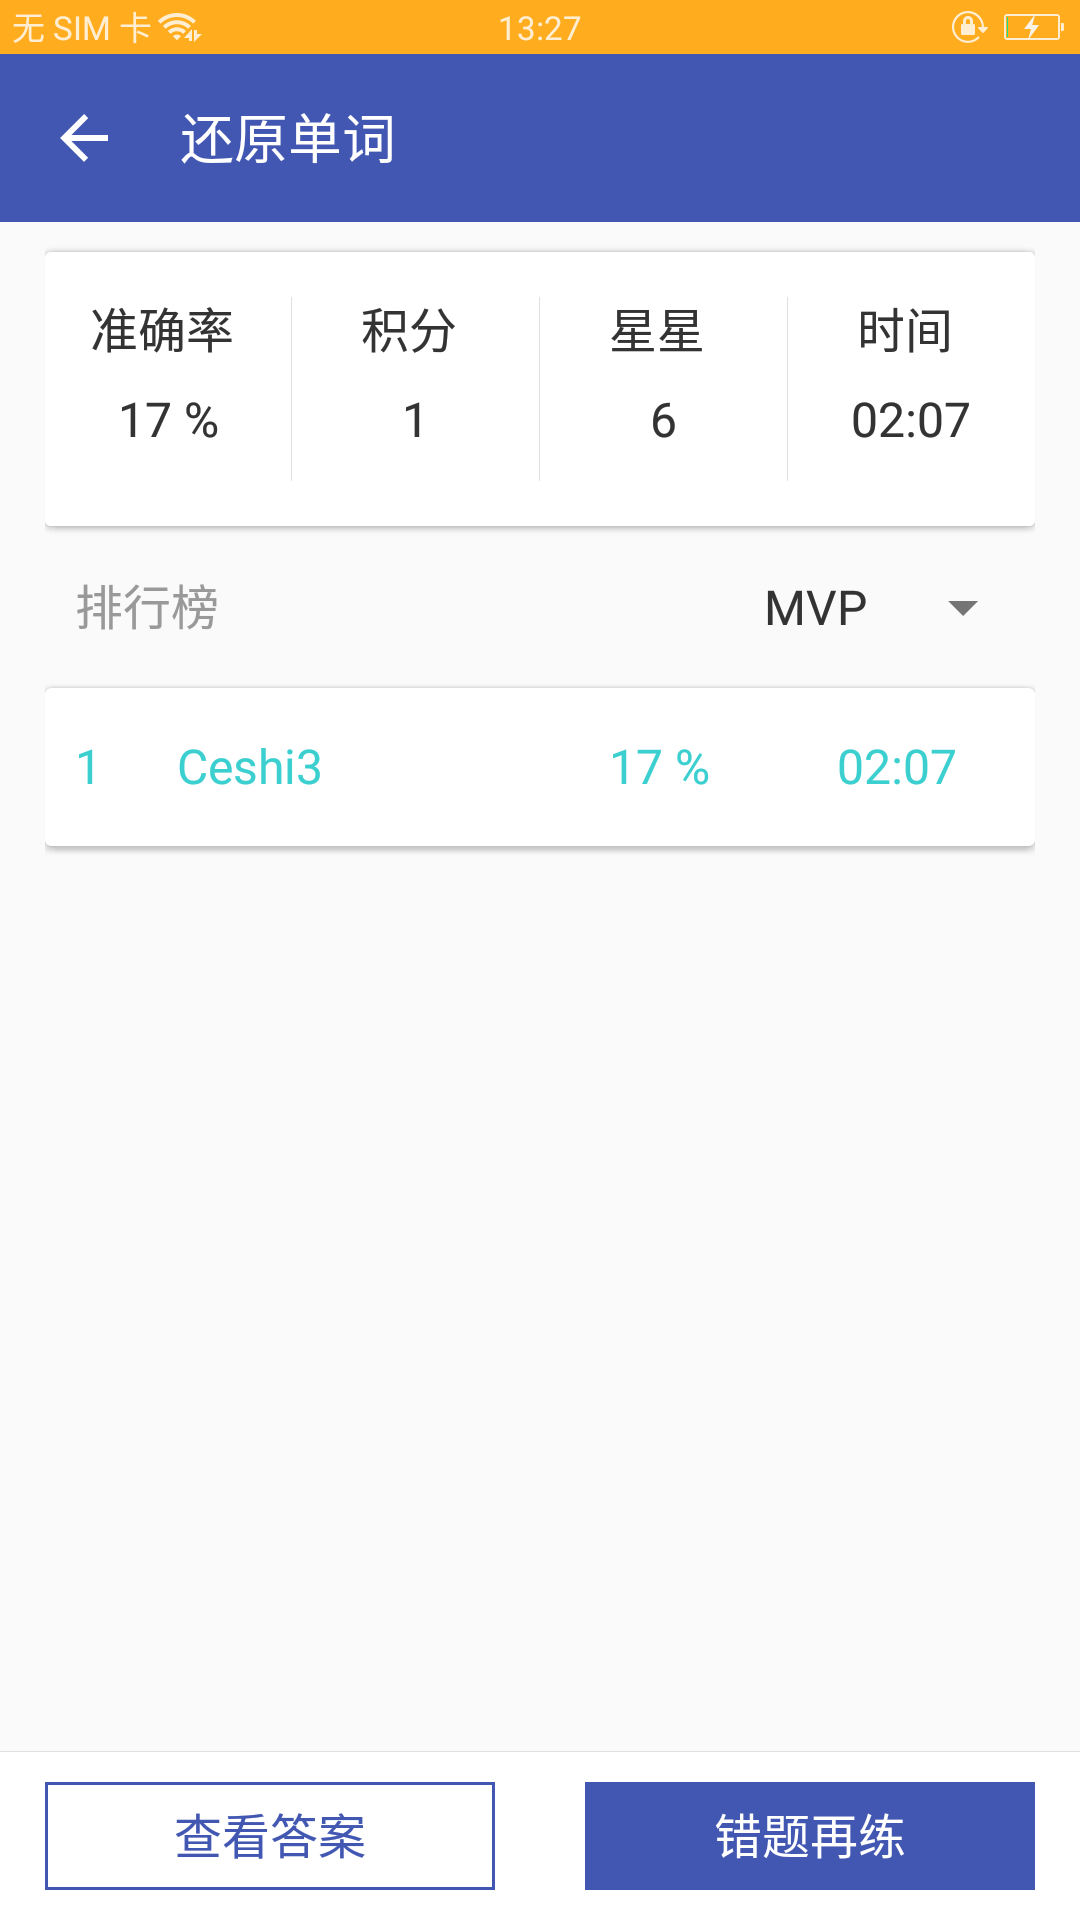 无 SIM 卡 13:27
还原单词
准确率 积分 星星 时间
17 % 1 6 02:07
排行榜 MVP
1 Ceshi3 17 % 02:07
查看答案 错题再练